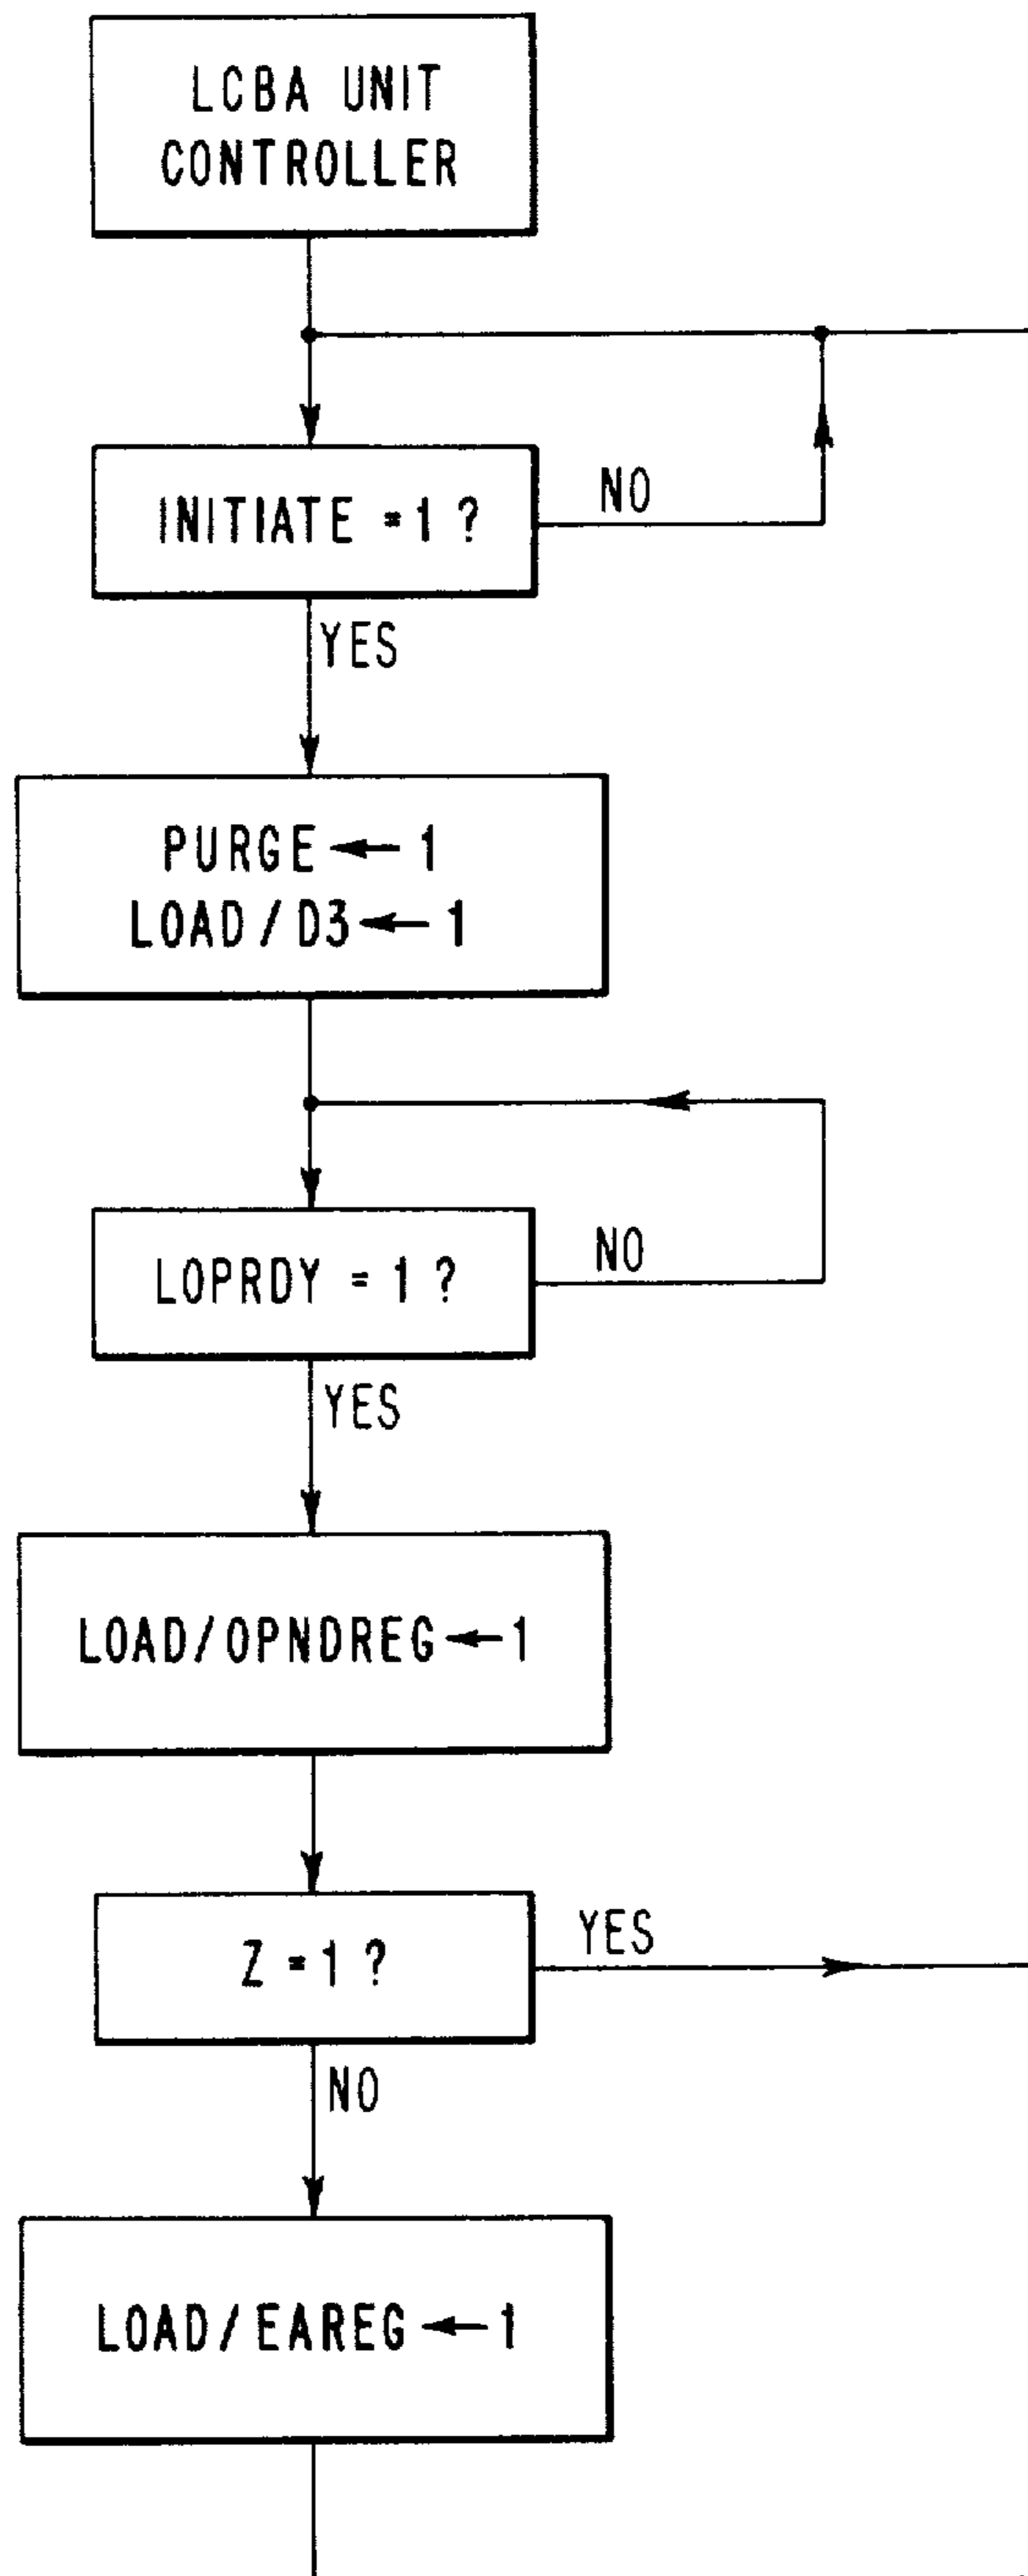 LCBA UNIT
CONTROLLER
INITIATE = 1 ?
NO
YES
PURGE ← 1
LOAD / D3 ← 1
LOPRDY = 1 ?
NO
YES
LOAD/OPNDREG ← 1
Z = 1 ?
YES
NO
LOAD/EAREG ← 1